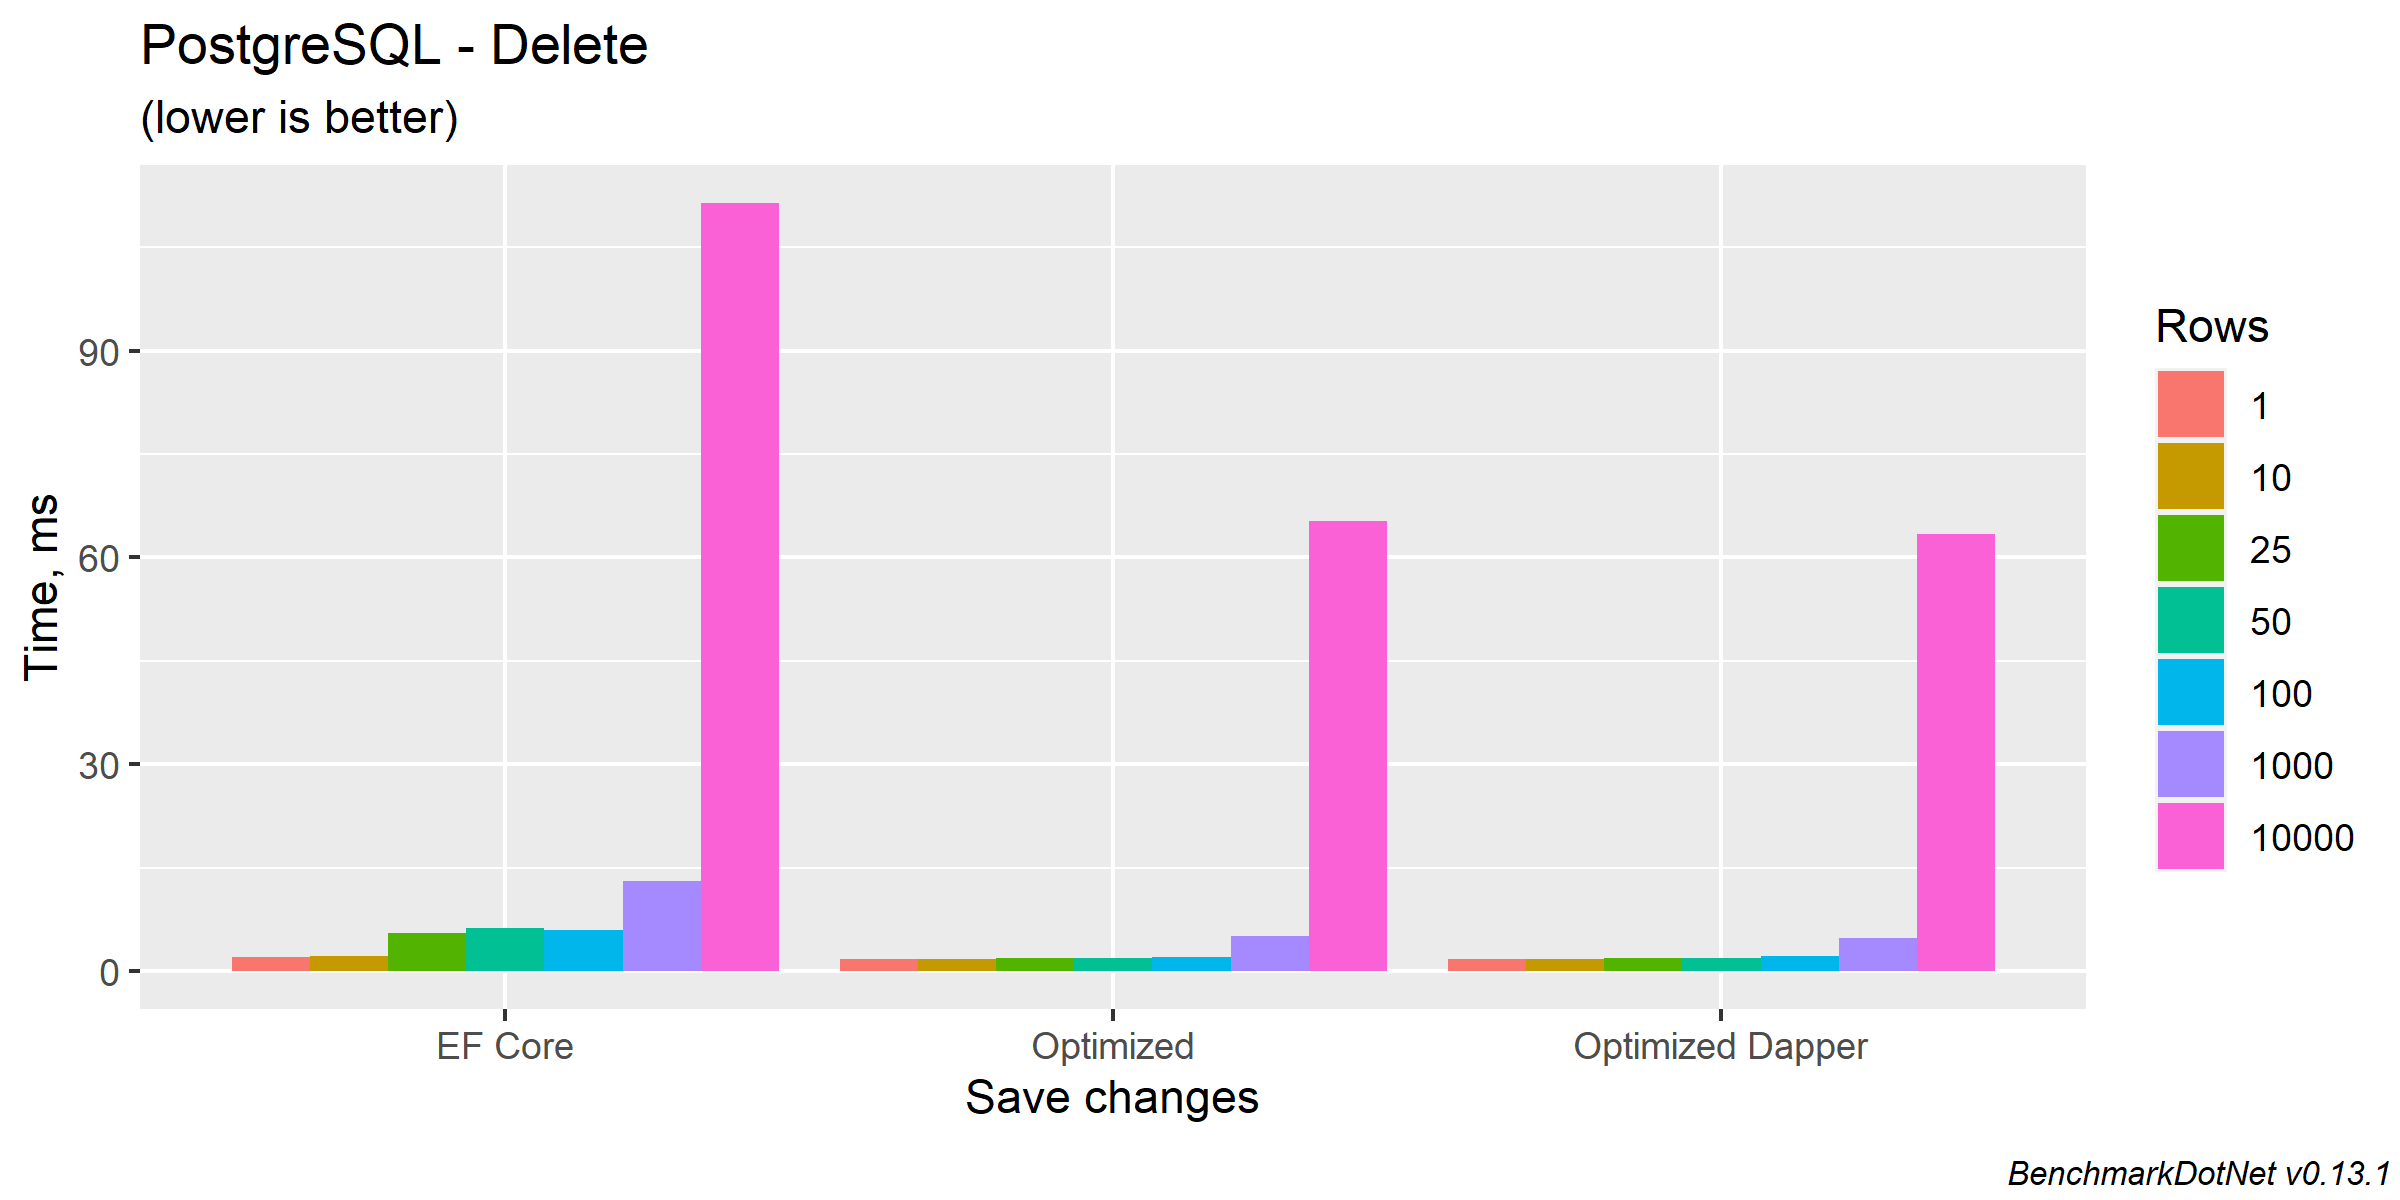 PostgreSQL - Delete
(lower is better)
Time, ms
90
60
30
0
EF Core
Optimized
Optimized Dapper
Save changes
Rows
1
10
25
50
100
1000
10000
BenchmarkDotNet v0.13.1